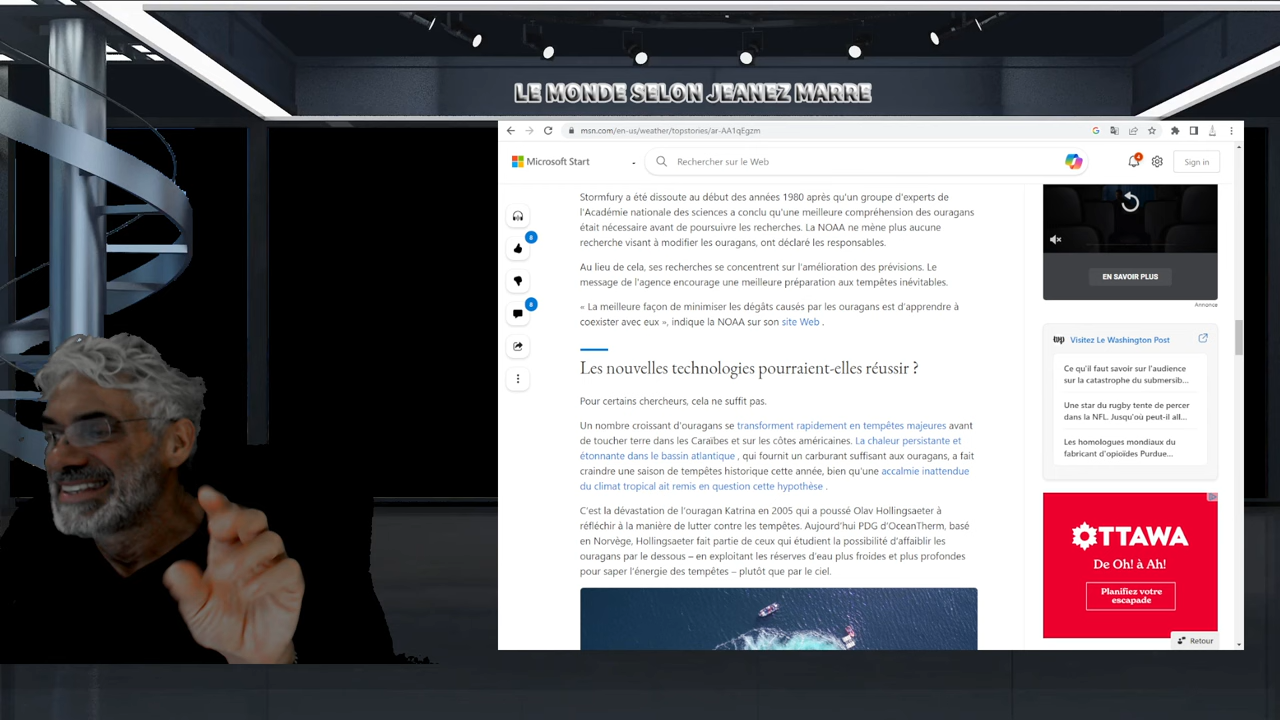 LE MONDE SELON JEANEZ MARRE
msn.com/en-us/weather/topstories/ar-AA1qEgzm
Microsoft Start
Rechercher sur le Web
4
Sign in
Stormfury a été dissoute au début des années 1980 après qu'un groupe d'experts de
l'Académie nationale des sciences a conclu qu'une meilleure compréhension des ouragans
était nécessaire avant de poursuivre les recherches. La NOAA ne mène plus aucune
recherche visant à modifier les ouragans, ont déclaré les responsables.
8
Au lieu de cela, ses recherches se concentrent sur l'amélioration des prévisions. Le
message de l'agence encourage une meilleure préparation aux tempêtes inévitables.
8
« La meilleure façon de minimiser les dégâts causés par les ouragans est d'apprendre à
coexister avec eux », indique la NOAA sur son site Web .
Les nouvelles technologies pourraient-elles réussir ?
Pour certains chercheurs, cela ne suffit pas.
Un nombre croissant d'ouragans se transforment rapidement en tempêtes majeures avant
de toucher terre dans les Caraïbes et sur les côtes américaines. La chaleur persistante et
étonnante dans le bassin atlantique , qui fournit un carburant suffisant aux ouragans, a fait
craindre une saison de tempêtes historique cette année, bien qu'une accalmie inattendue
du climat tropical ait remis en question cette hypothèse .
C'est la dévastation de l'ouragan Katrina en 2005 qui a poussé Olav Hollingsaeter à
réfléchir à la manière de lutter contre les tempêtes. Aujourd'hui PDG d'OceanTherm, basé
en Norvège, Hollingsaeter fait partie de ceux qui étudient la possibilité d'affaiblir les
ouragans par le dessous – en exploitant les réserves d'eau plus froides et plus profondes
pour saper l'énergie des tempêtes – plutôt que par le ciel.
EN SAVOIR PLUS
Annonce
wp Visitez Le Washington Post
Ce qu'il faut savoir sur l'audience
sur la catastrophe du submersib...
Une star du rugby tente de percer
dans la NFL. Jusqu'où peut-il all...
Les homologues mondiaux du
fabricant d'opioïdes Purdue...
OTTAWA
De Oh! à Ah!
Planifiez votre
escapade
Retour